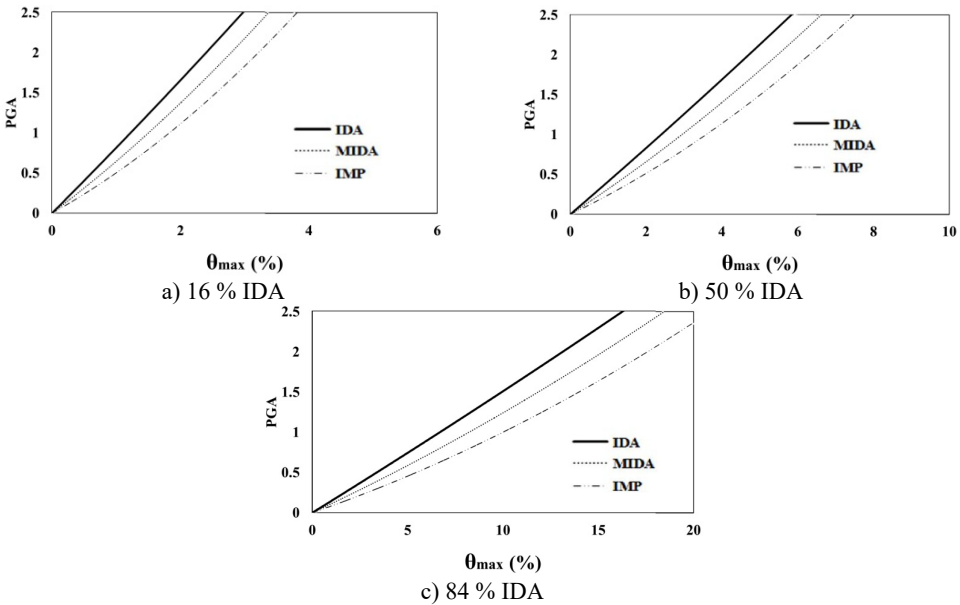 2.5
2
1.5
1
0.5
0
PGA
IDA
MIDA
IMP
0 2 4 6
θmax (%)
a) 16 % IDA
2.5
2
1.5
1
0.5
0
PGA
IDA
MIDA
IMP
0 2 4 6 8 10
θmax (%)
b) 50 % IDA
2.5
2
1.5
1
0.5
0
PGA
IDA
MIDA
IMP
0 5 10 15 20
θmax (%)
c) 84 % IDA